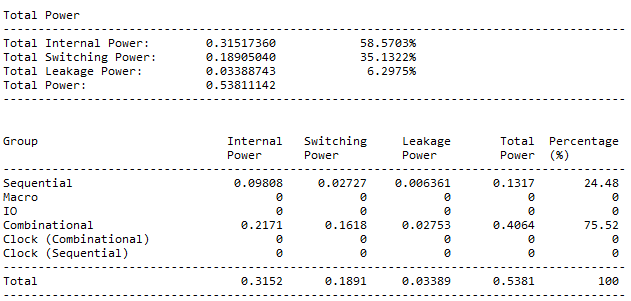 Total Power
-----------------------------------------------------------------------------------------
Total Internal Power:        0.31517360            58.5703%
Total Switching Power:       0.18905040            35.1322%
Total Leakage Power:         0.03388743             6.2975%
Total Power:                 0.53811142
-----------------------------------------------------------------------------------------
Group                           Internal   Switching     Leakage       Total  Percentage
                                Power      Power         Power         Power  (%)
-----------------------------------------------------------------------------------------
Sequential                       0.09808     0.02727    0.006361      0.1317       24.48
Macro                                  0           0           0           0           0
IO                                     0           0           0           0           0
Combinational                     0.2171      0.1618     0.02753      0.4064       75.52
Clock (Combinational)                  0           0           0           0           0
Clock (Sequential)                     0           0           0           0           0
-----------------------------------------------------------------------------------------
Total                             0.3152      0.1891     0.03389      0.5381         100
-----------------------------------------------------------------------------------------